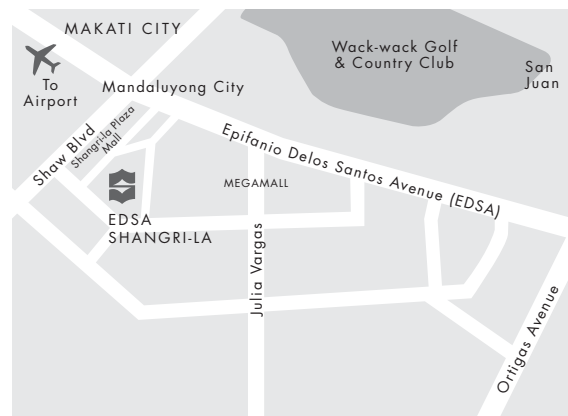 MAKATI CITY
To
Airport
Mandaluyong City
Wack-wack Golf
& Country Club
San
Juan
Shaw Blvd
Shangri-la Plaza
Mall
Epifanio Delos Santos Avenue (EDSA)
MEGAMALL
EDSA
SHANGRI-LA
Julia Vargas
Ortigas Avenue